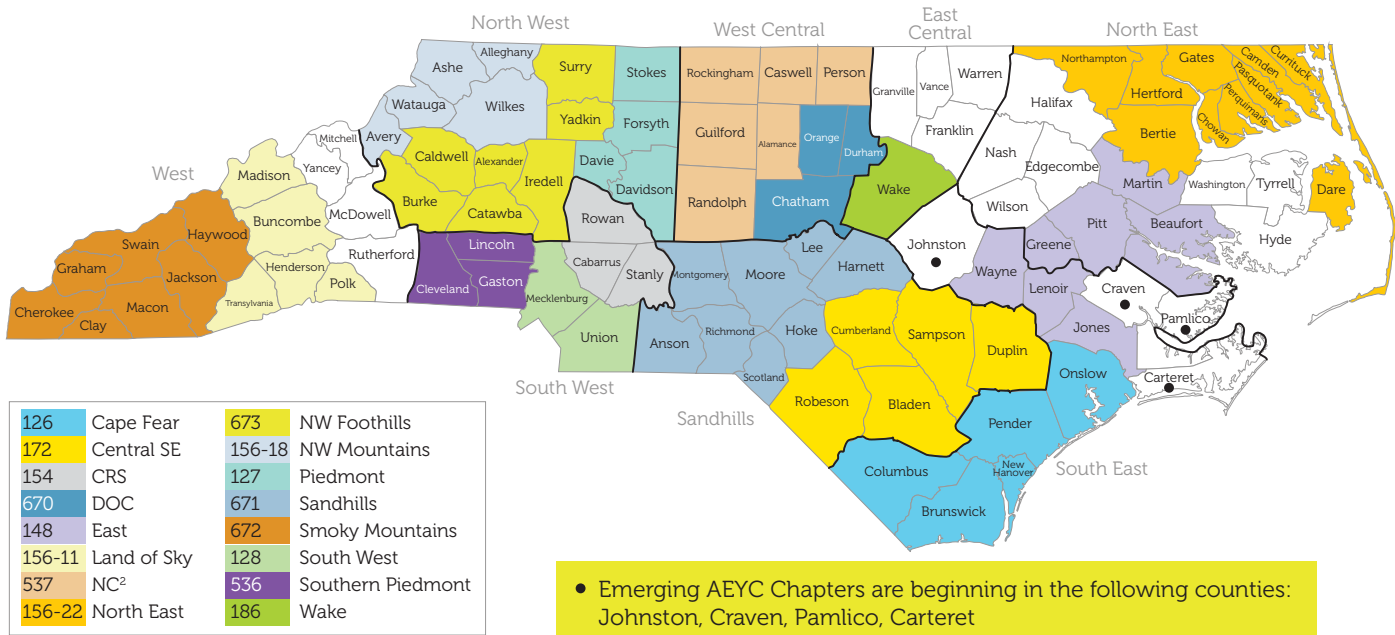 North West
West Central
East
Central
North East
West
South West
Sandhills
South East
Ashe
Alleghany
Surry
Stokes
Rockingham
Caswell
Person
Granville
Vance
Warren
Northampton
Gates
Camden
Currituck
Pasquotank
Perquimans
Chowan
Hertford
Halifax
Bertie
Watauga
Wilkes
Yadkin
Forsyth
Guilford
Alamance
Orange
Durham
Franklin
Nash
Edgecombe
Martin
Washington
Tyrrell
Dare
Mitchell
Avery
Yancey
Caldwell
Alexander
Davie
Iredell
Davidson
Randolph
Chatham
Wake
Wilson
Pitt
Beaufort
Hyde
Madison
Buncombe
McDowell
Burke
Catawba
Rowan
Johnston
Greene
Swain
Haywood
Rutherford
Lincoln
Cabarrus
Stanly
Montgomery
Moore
Lee
Harnett
Wayne
Lenoir
Craven
Pamlico
Graham
Jackson
Henderson
Polk
Cleveland
Gaston
Mecklenburg
Cherokee
Clay
Macon
Transylvania
Union
Anson
Richmond
Hoke
Scotland
Cumberland
Sampson
Duplin
Jones
Onslow
Carteret
Robeson
Bladen
Pender
Columbus
New
Hanover
Brunswick
126 Cape Fear
172 Central SE
154 CRS
670 DOC
148 East
156-11 Land of Sky
537 NC²
156-22 North East
673 NW Foothills
156-18 NW Mountains
127 Piedmont
671 Sandhills
672 Smoky Mountains
128 South West
536 Southern Piedmont
186 Wake
• Emerging AEYC Chapters are beginning in the following counties:
Johnston, Craven, Pamlico, Carteret